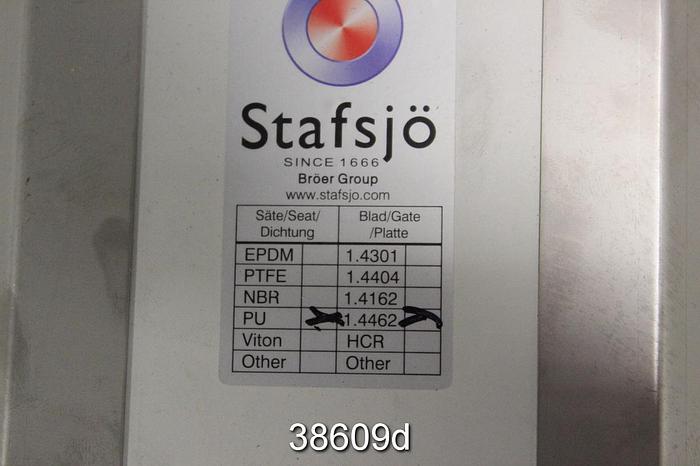 Stafsjö
SINCE 1666
Bröer Group
www.stafsjo.com
Säte/Seat/ Dichtung Blad/Gate /Platte
EPDM 1.4301
PTFE 1.4404
NBR 1.4162
PU 1.4462
Viton HCR
Other Other
38609d